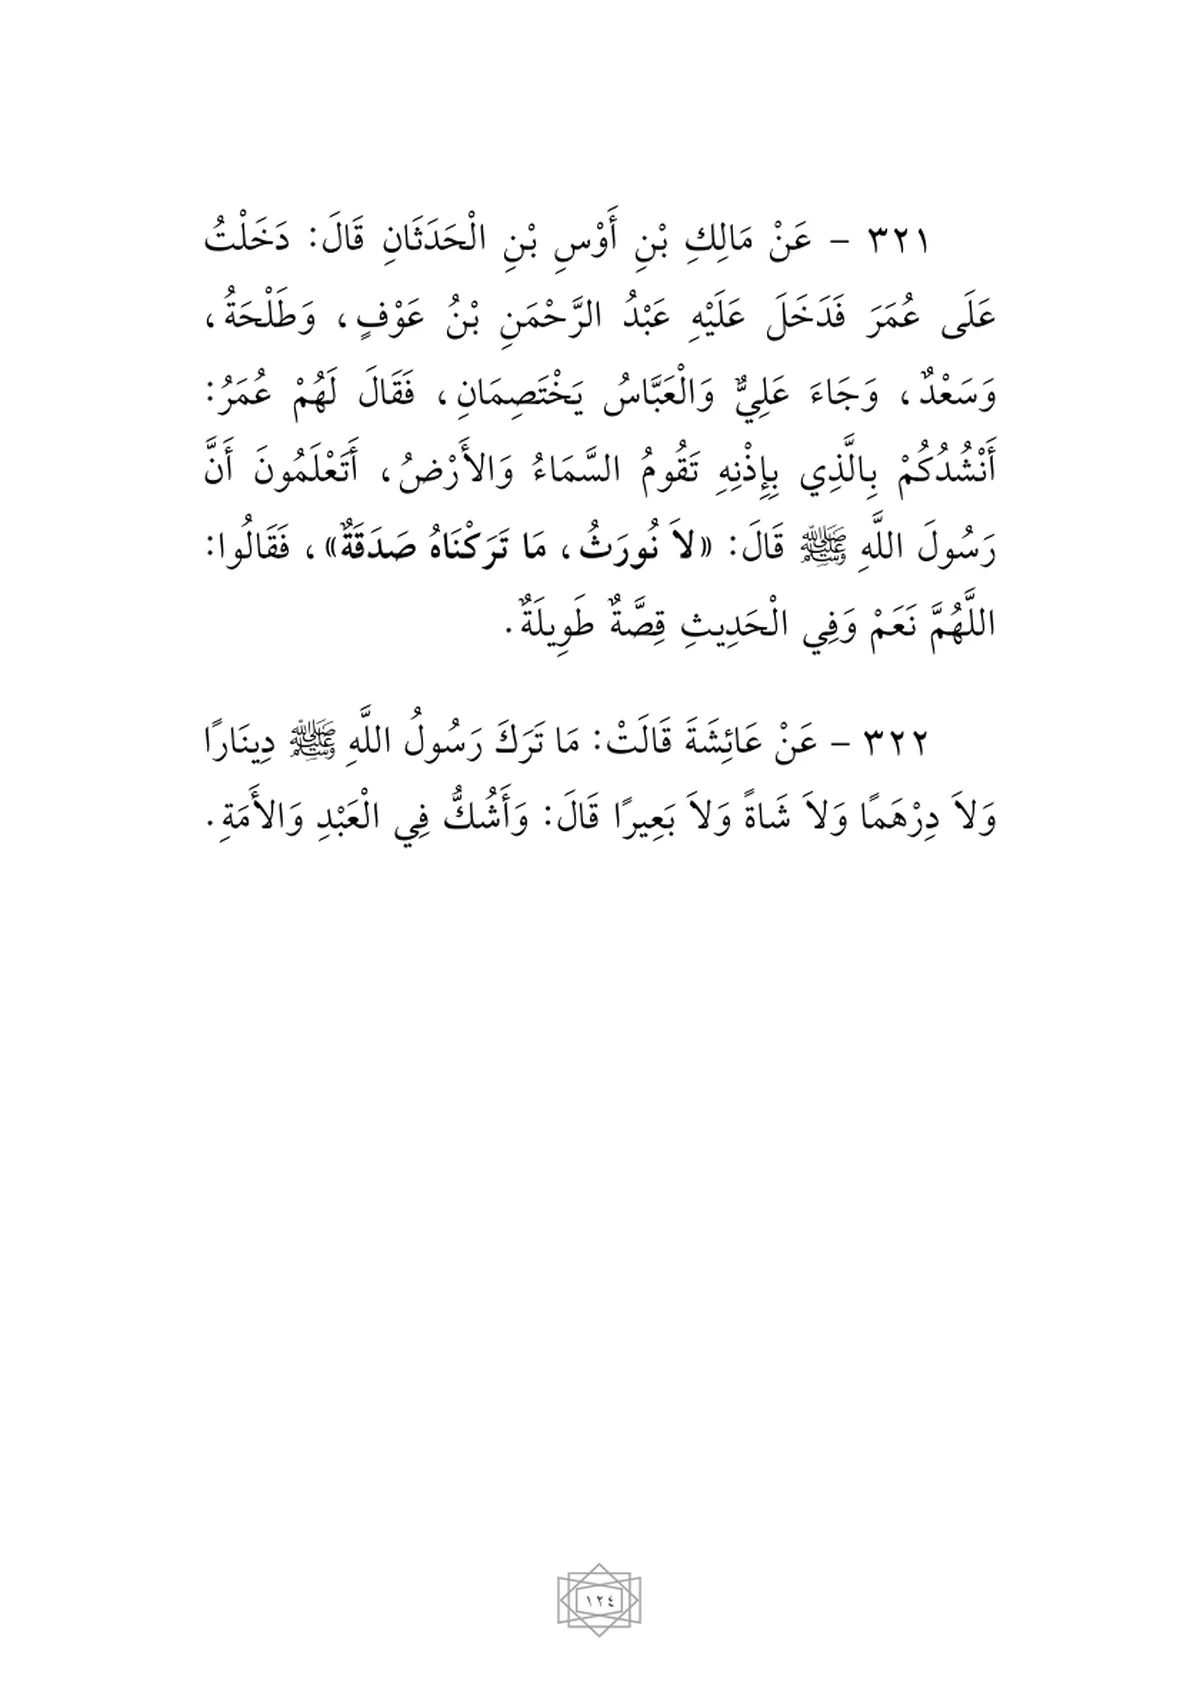 ٣٢١ – عَنْ مَالِكِ بْنِ أَوْسِ بْنِ الْحَدَثَانِ قَالَ: دَخَلْتُ
عَلَى عُمَرَ فَدَخَلَ عَلَيْهِ عَبْدُ الرَّحْمَنِ بْنُ عَوْفٍ، وَطَلْحَةُ،
وَسَعْدٌ، وَجَاءَ عَلِيٌّ وَالْعَبَّاسُ يَخْتَصِمَانِ، فَقَالَ لَهُمْ عُمَرُ:
أَنْشُدُكُمْ بِالَّذِي بِإِذْنِهِ تَقُومُ السَّمَاءُ وَالأَرْضُ، أَتَعْلَمُونَ أَنَّ
رَسُولَ اللَّهِ ﷺ قَالَ: «لاَ نُورَثُ، مَا تَرَكْنَاهُ صَدَقَةٌ»، فَقَالُوا:
اللَّهُمَّ نَعَمْ وَفِي الْحَدِيثِ قِصَّةٌ طَوِيلَةٌ.
٣٢٢ – عَنْ عَائِشَةَ قَالَتْ: مَا تَرَكَ رَسُولُ اللَّهِ ﷺ دِينَارًا
وَلاَ دِرْهَمًا وَلاَ شَاةً وَلاَ بَعِيرًا قَالَ: وَأَشُكُّ فِي الْعَبْدِ وَالأَمَةِ.
١٢٤